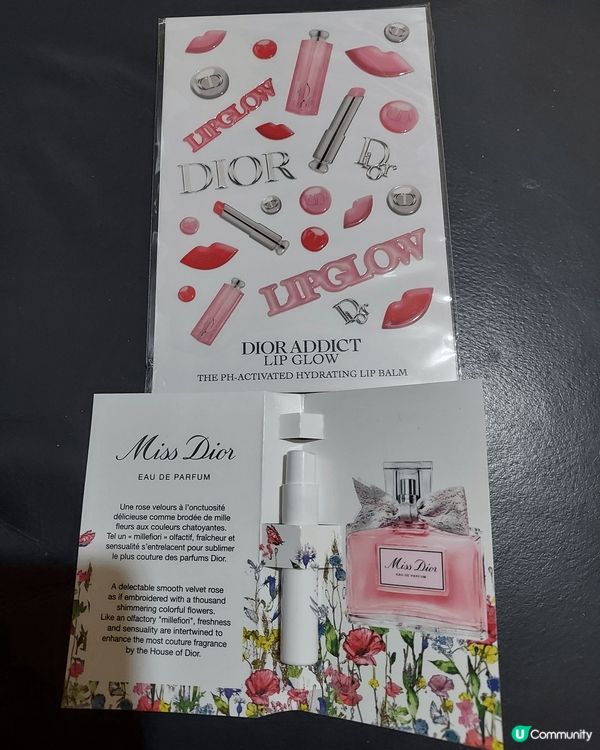 LIPGLOW
DIOR
Dior
LIPGLOW
Dior
DIOR ADDICT
LIP GLOW
THE PH-ACTIVATED HYDRATING LIP BALM
Miss Dior
EAU DE PARFUM
Une rose velours à l'onctuosité
délicieuse comme brodée de mille
fleurs aux couleurs chatoyantes.
Tel un « millefiori » olfactif, fraîcheur et
sensualité s'entrelacent pour sublimer
le plus couture des parfums Dior.
A delectable smooth velvet rose
as if embroidered with a thousand
shimmering colorful flowers.
Like an olfactory "millefiori", freshness
and sensuality are intertwined to
enhance the most couture fragrance
by the House of Dior.
Miss Dior
EAU DE PARFUM
U Community